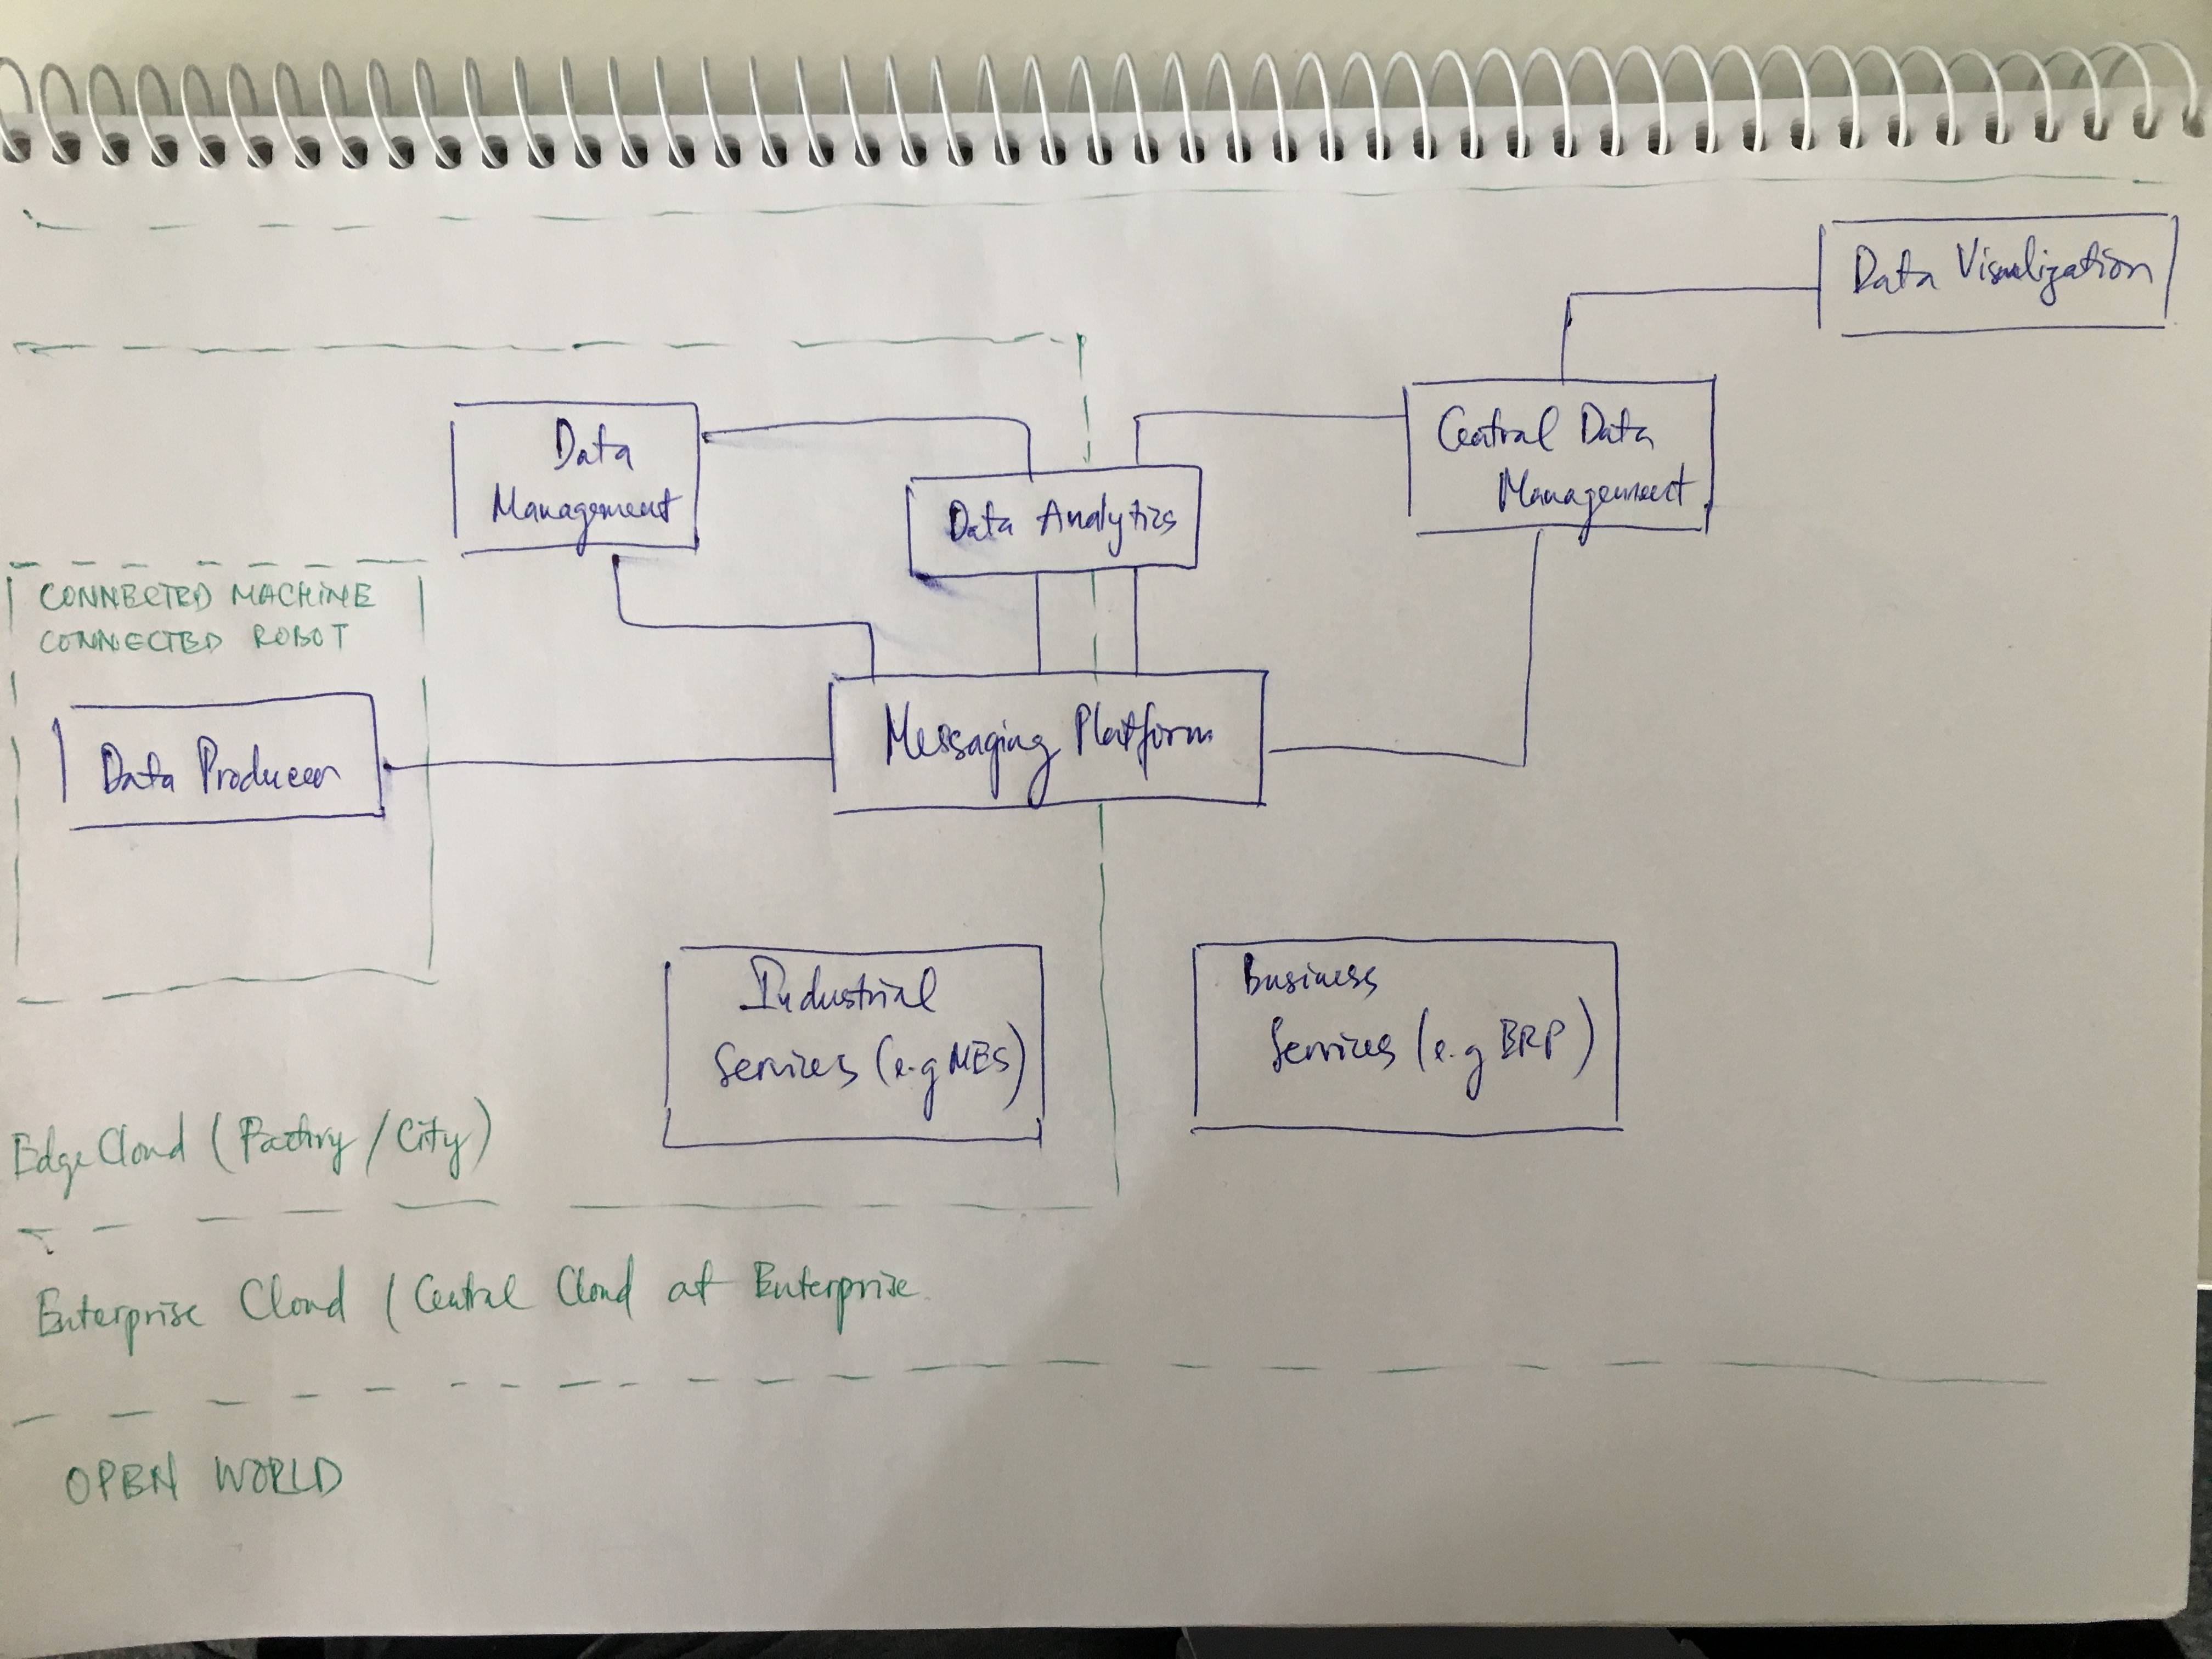 Data Visualization
Data
Management
Data Analytics
Central Data
Management
CONNECTED MACHINE
CONNECTED ROBOT
Data Producer
Messaging Platform
Industrial
Services (e.g MES)
Business
Services (e.g ERP)
Edge Cloud (Factory / City)
Enterprise Cloud (Central Cloud at Enterprise
OPEN WORLD